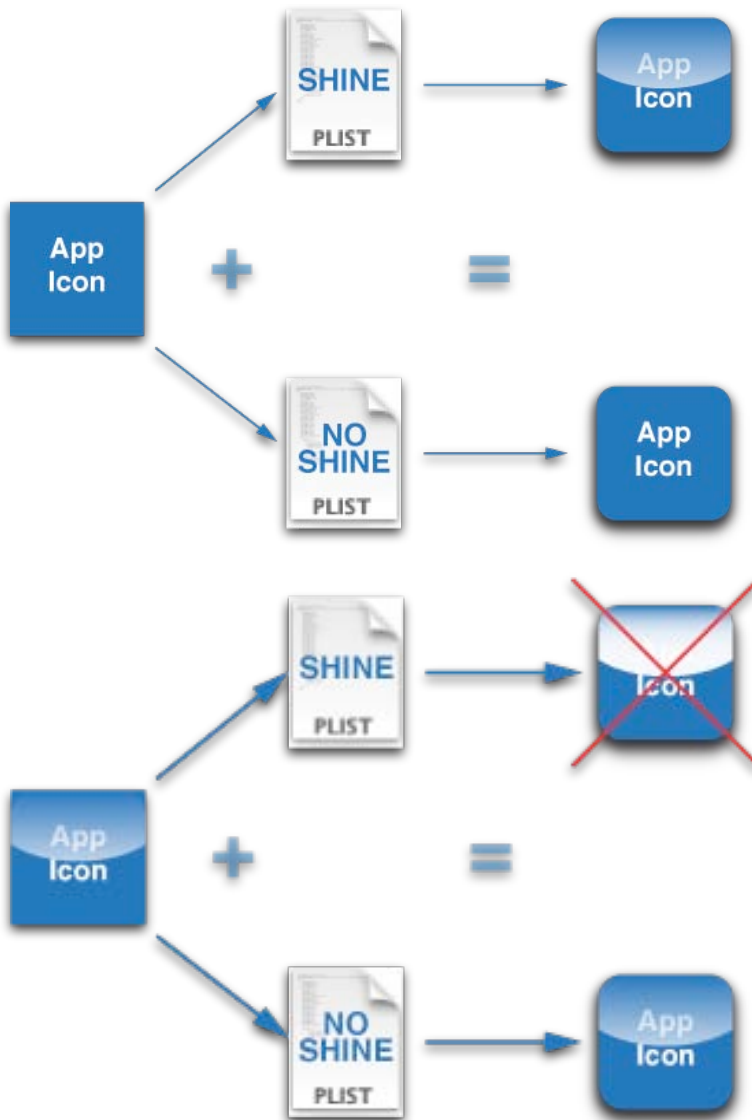 SHINE
PLIST
App
Icon
App
Icon
+
=
NO
SHINE
PLIST
App
Icon
SHINE
PLIST
Icon
App
Icon
+
=
NO
SHINE
PLIST
App
Icon